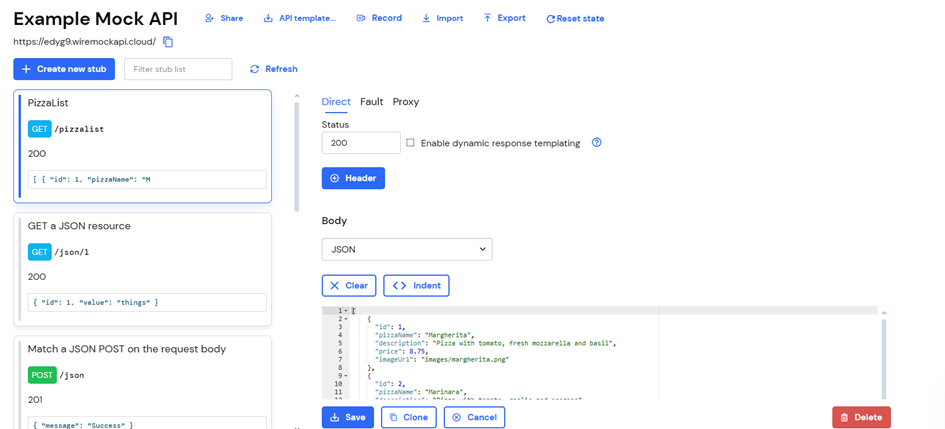 Example Mock API
Share
API template...
Record
Import
Export
Reset state
https://edyg9.wiremockapi.cloud/
Create new stub
Filter stub list
Refresh
PizzaList
GET /pizzalist
200
[ { "id": 1, "pizzaName": "M
GET a JSON resource
GET /json/1
200
{ "id": 1, "value": "things" }
Match a JSON POST on the request body
POST /json
201
{ "message": "Success" }
Direct Fault Proxy
Status
200
Enable dynamic response templating
Header
Body
JSON
Clear
Indent
1 [
2 {
3 "id": 1,
4 "pizzaName": "Margherita",
5 "description": "Pizza with tomato, fresh mozzarella and basil",
6 "price": 8.75,
7 "imageUrl": "images/margherita.png"
8 },
9 {
10 "id": 2,
11 "pizzaName": "Marinara",
Save
Clone
Cancel
Delete